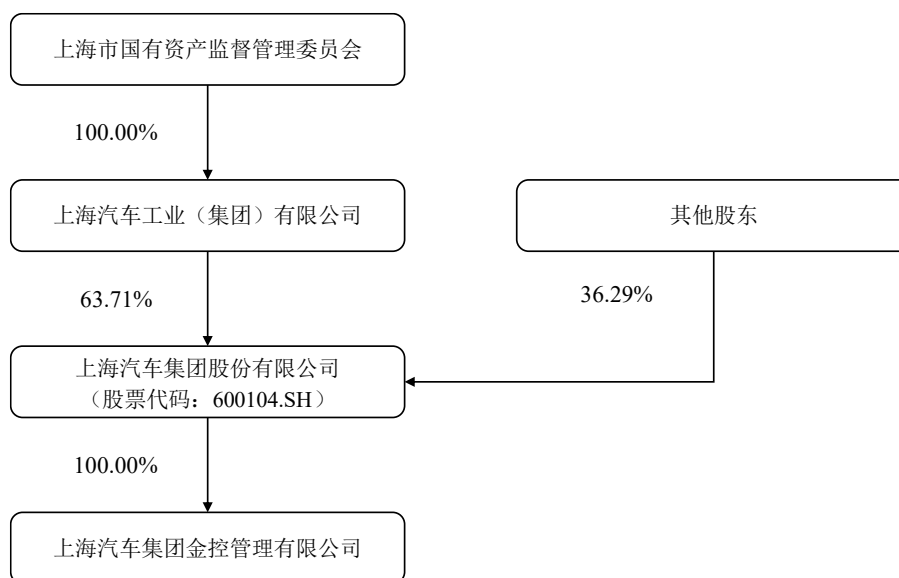 上海市国有资产监督管理委员会
100.00%
上海汽车工业（集团）有限公司
其他股东
63.71%
36.29%
上海汽车集团股份有限公司
（股票代码：600104.SH）
100.00%
上海汽车集团金控管理有限公司